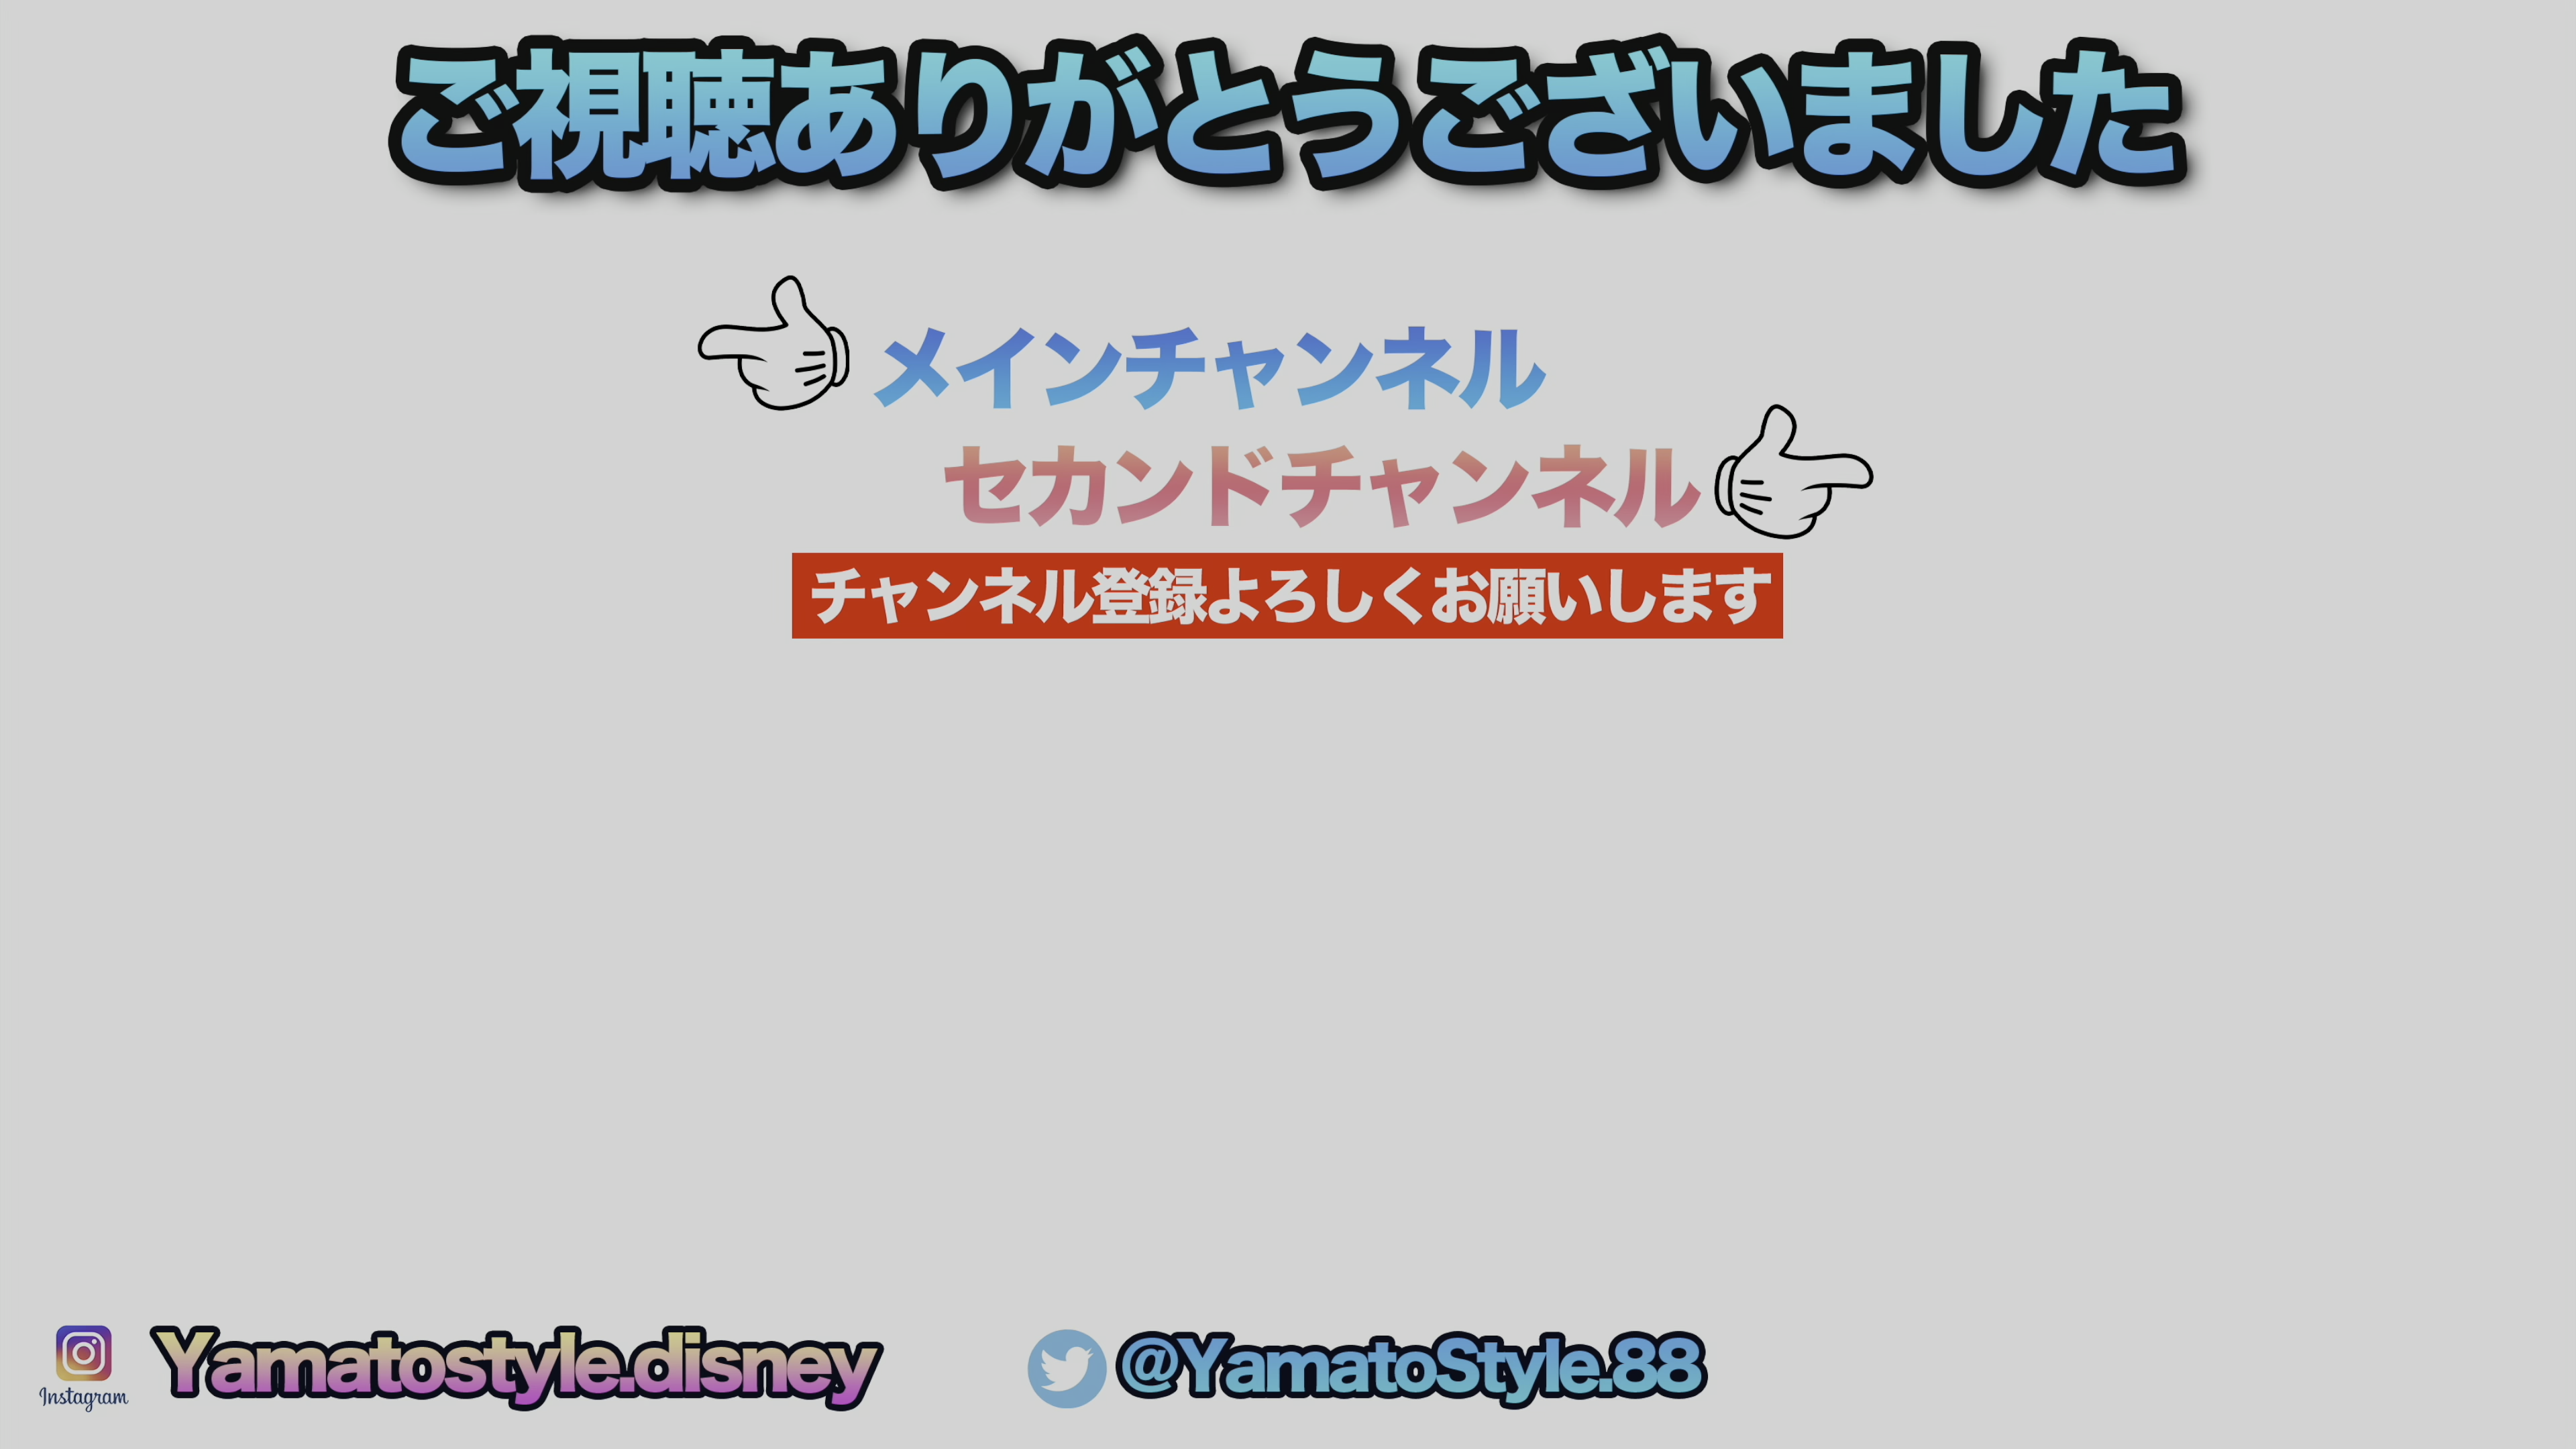 ご視聴ありがとうございました
メインチャンネル
セカンドチャンネル
チャンネル登録よろしくお願いします
Instagram
Yamatostyle.disney
@YamatoStyle.88